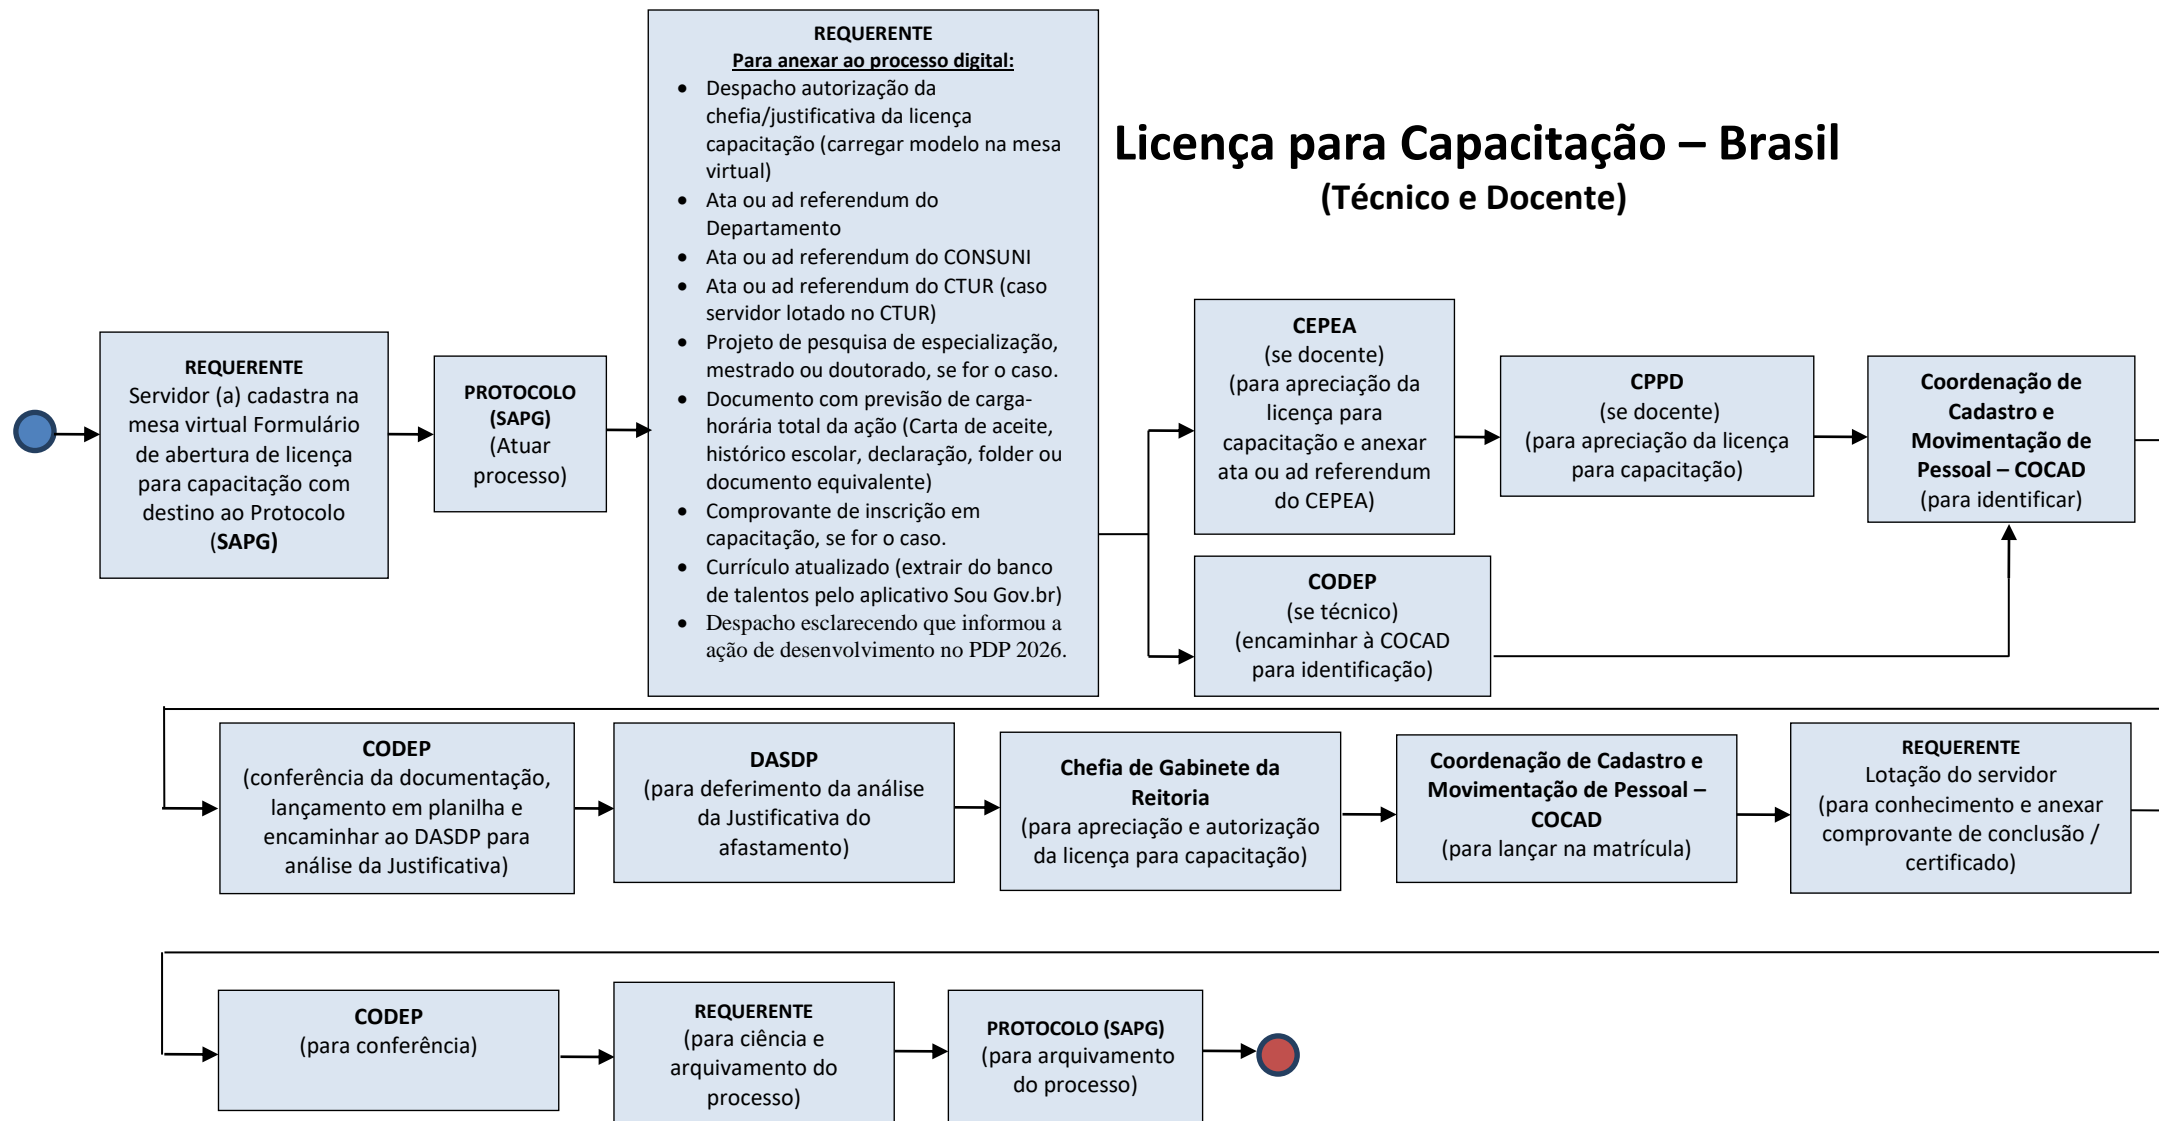 Licença para Capacitação – Brasil
(Técnico e Docente)
REQUERENTE
Servidor (a) cadastra na
mesa virtual Formulário
de abertura de licença
para capacitação com
destino ao Protocolo
(SAPG)
PROTOCOLO
(SAPG)
(Atuar
processo)
REQUERENTE
Para anexar ao processo digital:
• Despacho autorização da
chefia/justificativa da licença
capacitação (carregar modelo na mesa
virtual)
• Ata ou ad referendum do
Departamento
• Ata ou ad referendum do CONSUNI
• Ata ou ad referendum do CTUR (caso
servidor lotado no CTUR)
• Projeto de pesquisa de especialização,
mestrado ou doutorado, se for o caso.
• Documento com previsão de carga-
horária total da ação (Carta de aceite,
histórico escolar, declaração, folder ou
documento equivalente)
• Comprovante de inscrição em
capacitação, se for o caso.
• Currículo atualizado (extrair do banco
de talentos pelo aplicativo Sou Gov.br)
• Despacho esclarecendo que informou a
ação de desenvolvimento no PDP 2026.
CEPEA
(se docente)
(para apreciação da
licença para
capacitação e anexar
ata ou ad referendum
do CEPEA)
CPPD
(se docente)
(para apreciação da licença
para capacitação)
Coordenação de
Cadastro e
Movimentação de
Pessoal – COCAD
(para identificar)
CODEP
(se técnico)
(encaminhar à COCAD
para identificação)
CODEP
(conferência da documentação,
lançamento em planilha e
encaminhar ao DASDP para
análise da Justificativa)
DASDP
(para deferimento da análise
da Justificativa do
afastamento)
Chefia de Gabinete da
Reitoria
(para apreciação e autorização
da licença para capacitação)
Coordenação de Cadastro e
Movimentação de Pessoal –
COCAD
(para lançar na matrícula)
REQUERENTE
Lotação do servidor
(para conhecimento e anexar
comprovante de conclusão /
certificado)
CODEP
(para conferência)
REQUERENTE
(para ciência e
arquivamento do
processo)
PROTOCOLO (SAPG)
(para arquivamento
do processo)